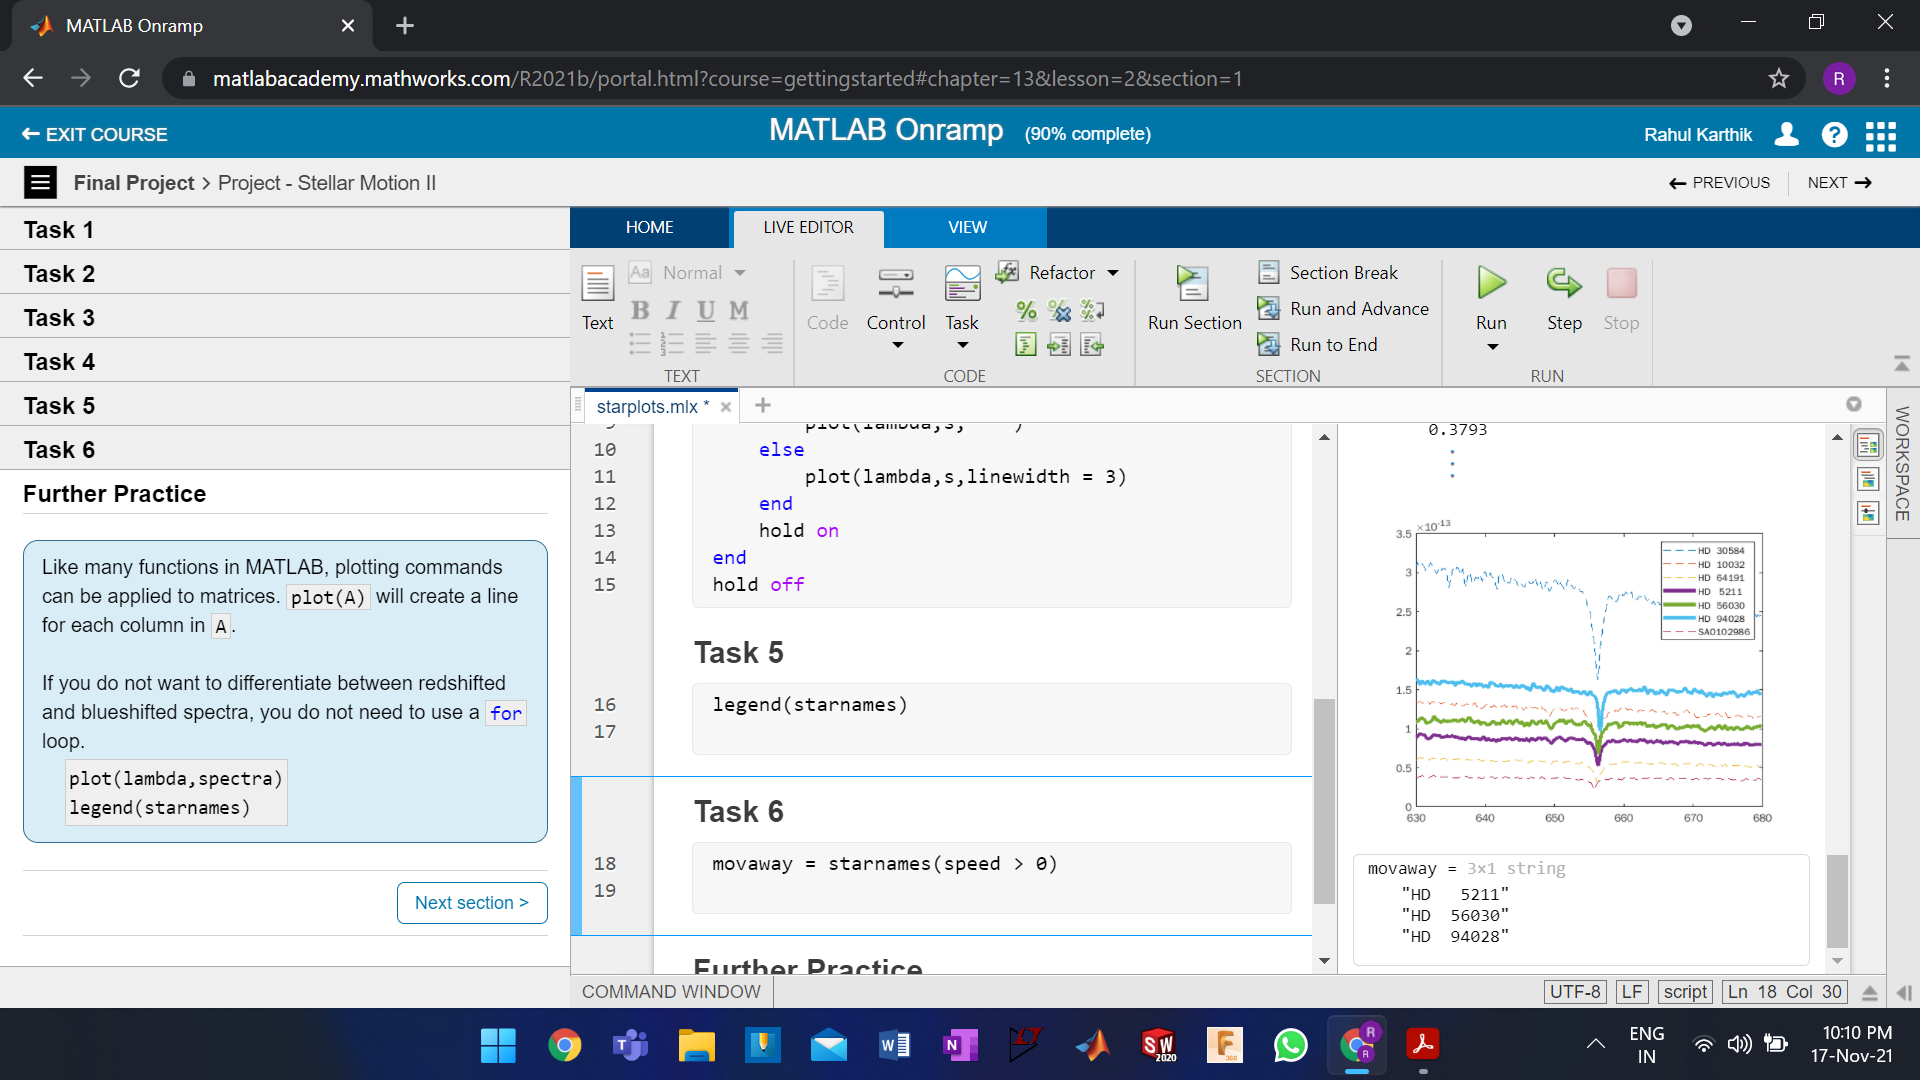 MATLAB Onramp
matlabacademy.mathworks.com/R2021b/portal.html?course=gettingstarted#chapter=13&lesson=2&section=1
R
EXIT COURSE
MATLAB Onramp (90% complete)
Rahul Karthik
Final Project > Project - Stellar Motion II
PREVIOUS
NEXT
Task 1
Task 2
Task 3
Task 4
Task 5
Task 6
Further Practice
Like many functions in MATLAB, plotting commands
can be applied to matrices. plot(A) will create a line
for each column in A.
If you do not want to differentiate between redshifted
and blueshifted spectra, you do not need to use a for
loop.
plot(lambda,spectra)
legend(starnames)
Next section >
HOME
LIVE EDITOR
VIEW
Text
Aa Normal
B I U M
TEXT
Code
Control
Task
Refactor
CODE
Run Section
Section Break
Run and Advance
Run to End
SECTION
Run
Step
Stop
RUN
starplots.mlx *
10 else
11 plot(lambda,s,linewidth = 3)
12 end
13 hold on
14 end
15 hold off
Task 5
16 legend(starnames)
17
Task 6
18 movaway = starnames(speed > 0)
19
Further Practice
0.3793
×10-13
3.5
3
2.5
2
1.5
1
0.5
0
630 640 650 660 670 680
HD 30584
HD 10032
HD 64191
HD 5211
HD 56030
HD 94028
SAO102986
movaway = 3x1 string
"HD 5211"
"HD 56030"
"HD 94028"
WORKSPACE
COMMAND WINDOW
UTF-8
LF
script
Ln 18 Col 30
SW
2020
ENG
IN
10:10 PM
17-Nov-21